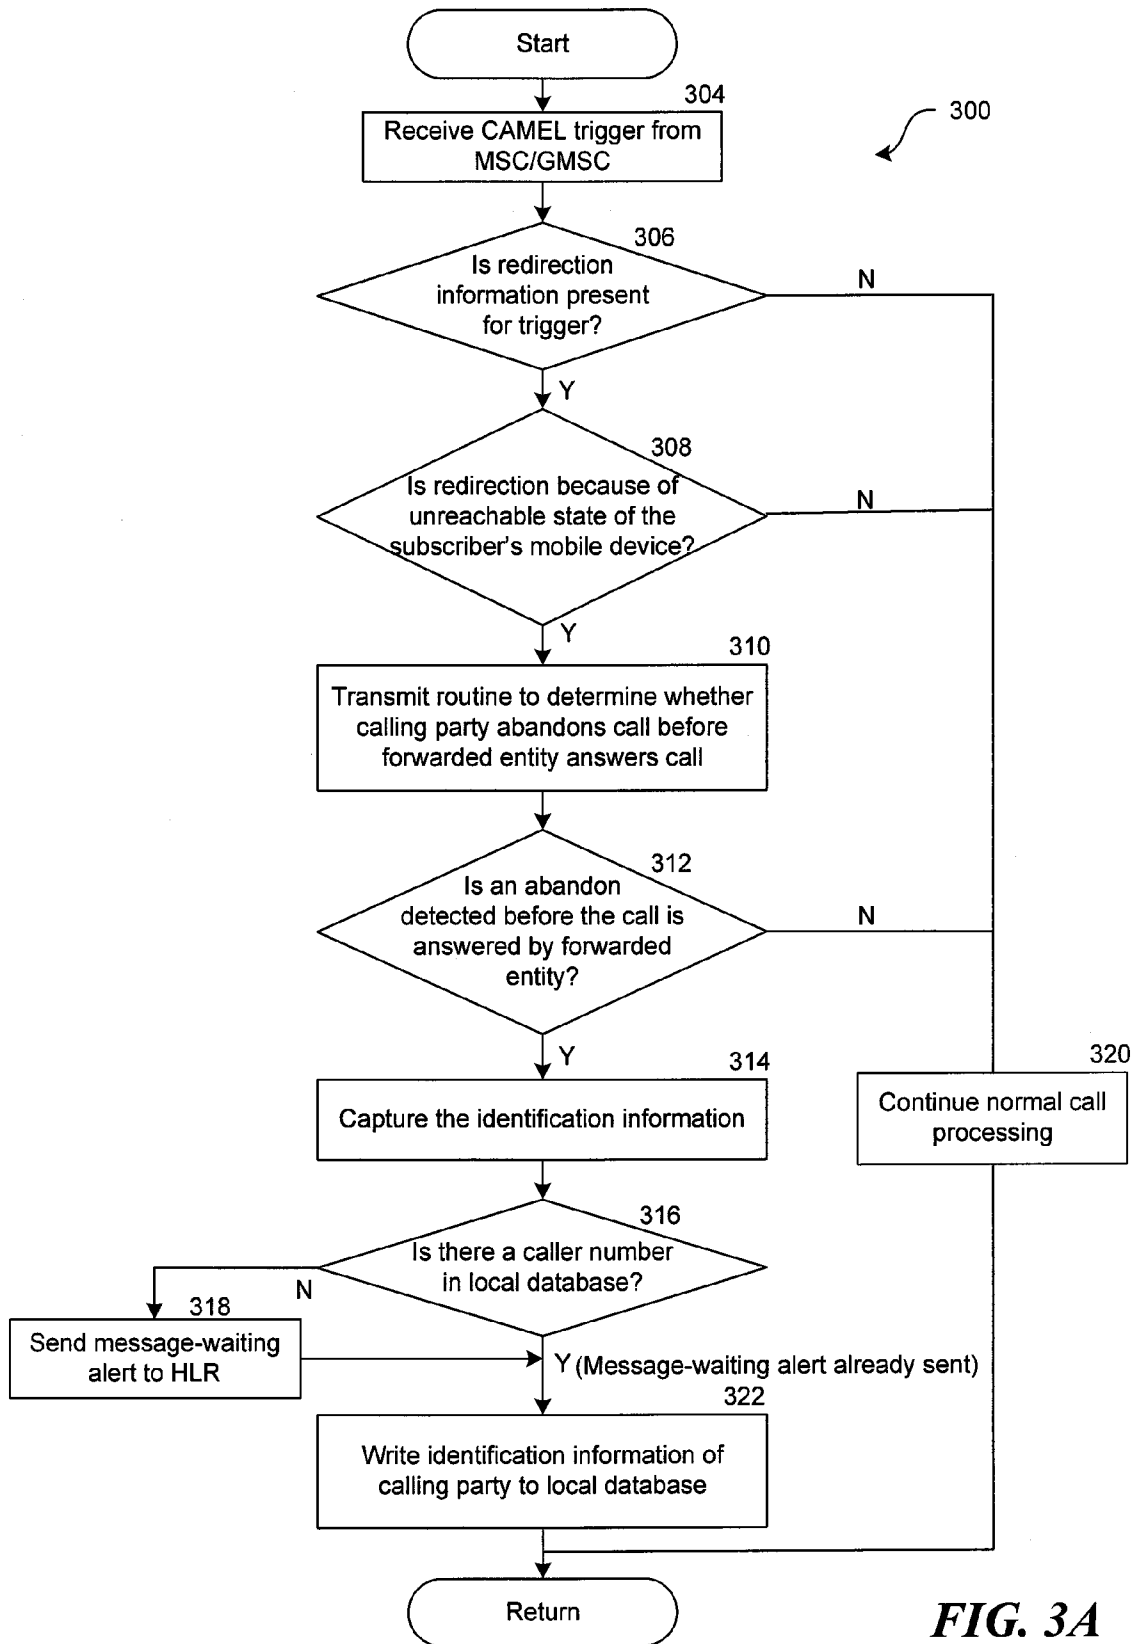 Start
304
Receive CAMEL trigger from
MSC/GMSC
300
306
Is redirection
information present
for trigger?
N
Y
308
Is redirection because of
unreachable state of the
subscriber's mobile device?
N
Y
310
Transmit routine to determine whether
calling party abandons call before
forwarded entity answers call
312
Is an abandon
detected before the call is
answered by forwarded
entity?
N
Y
314
Capture the identification information
320
Continue normal call
processing
316
Is there a caller number
in local database?
N
318
Send message-waiting
alert to HLR
Y (Message-waiting alert already sent)
322
Write identification information of
calling party to local database
Return
FIG. 3A